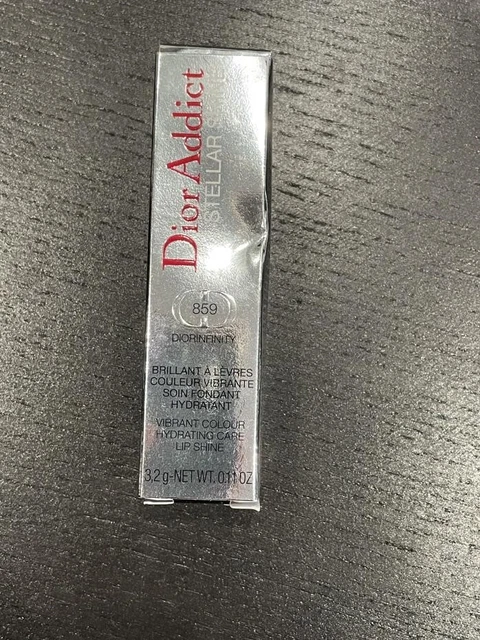 Dior Addict
STELLAR
859
DIORINFINITY
BRILLANT À LÈVRES
COULEUR VIBRANTE
SOIN FONDANT
HYDRATANT
VIBRANT COLOUR
HYDRATING CARE
LIP SHINE
3,2 g-NET WT. 0.11 OZ